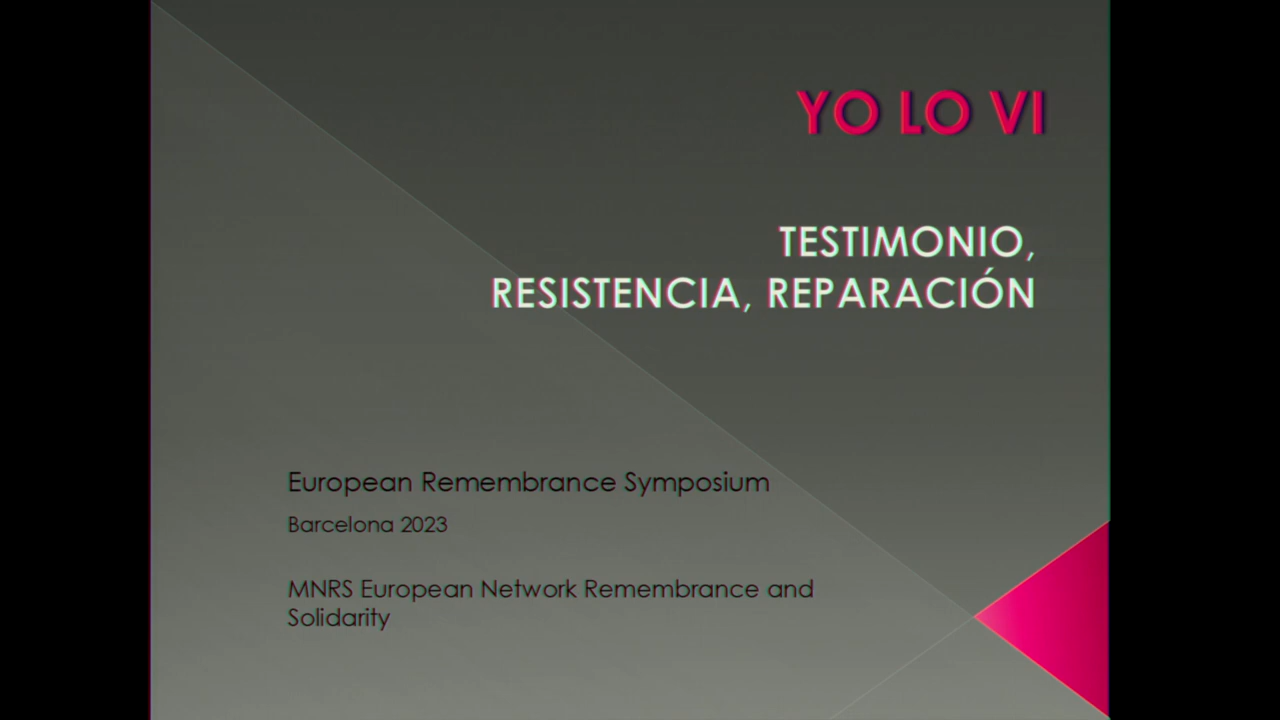 YO LO VI
TESTIMONIO,
RESISTENCIA, REPARACIÓN
European Remembrance Symposium
Barcelona 2023
MNRS European Network Remembrance and
Solidarity